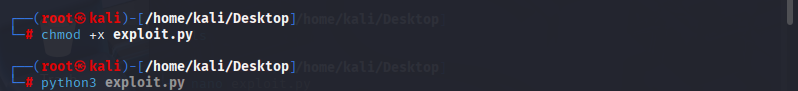 ┌──(root㉿kali)-[/home/kali/Desktop]
└─# chmod +x exploit.py
┌──(root㉿kali)-[/home/kali/Desktop]
└─# python3 exploit.py